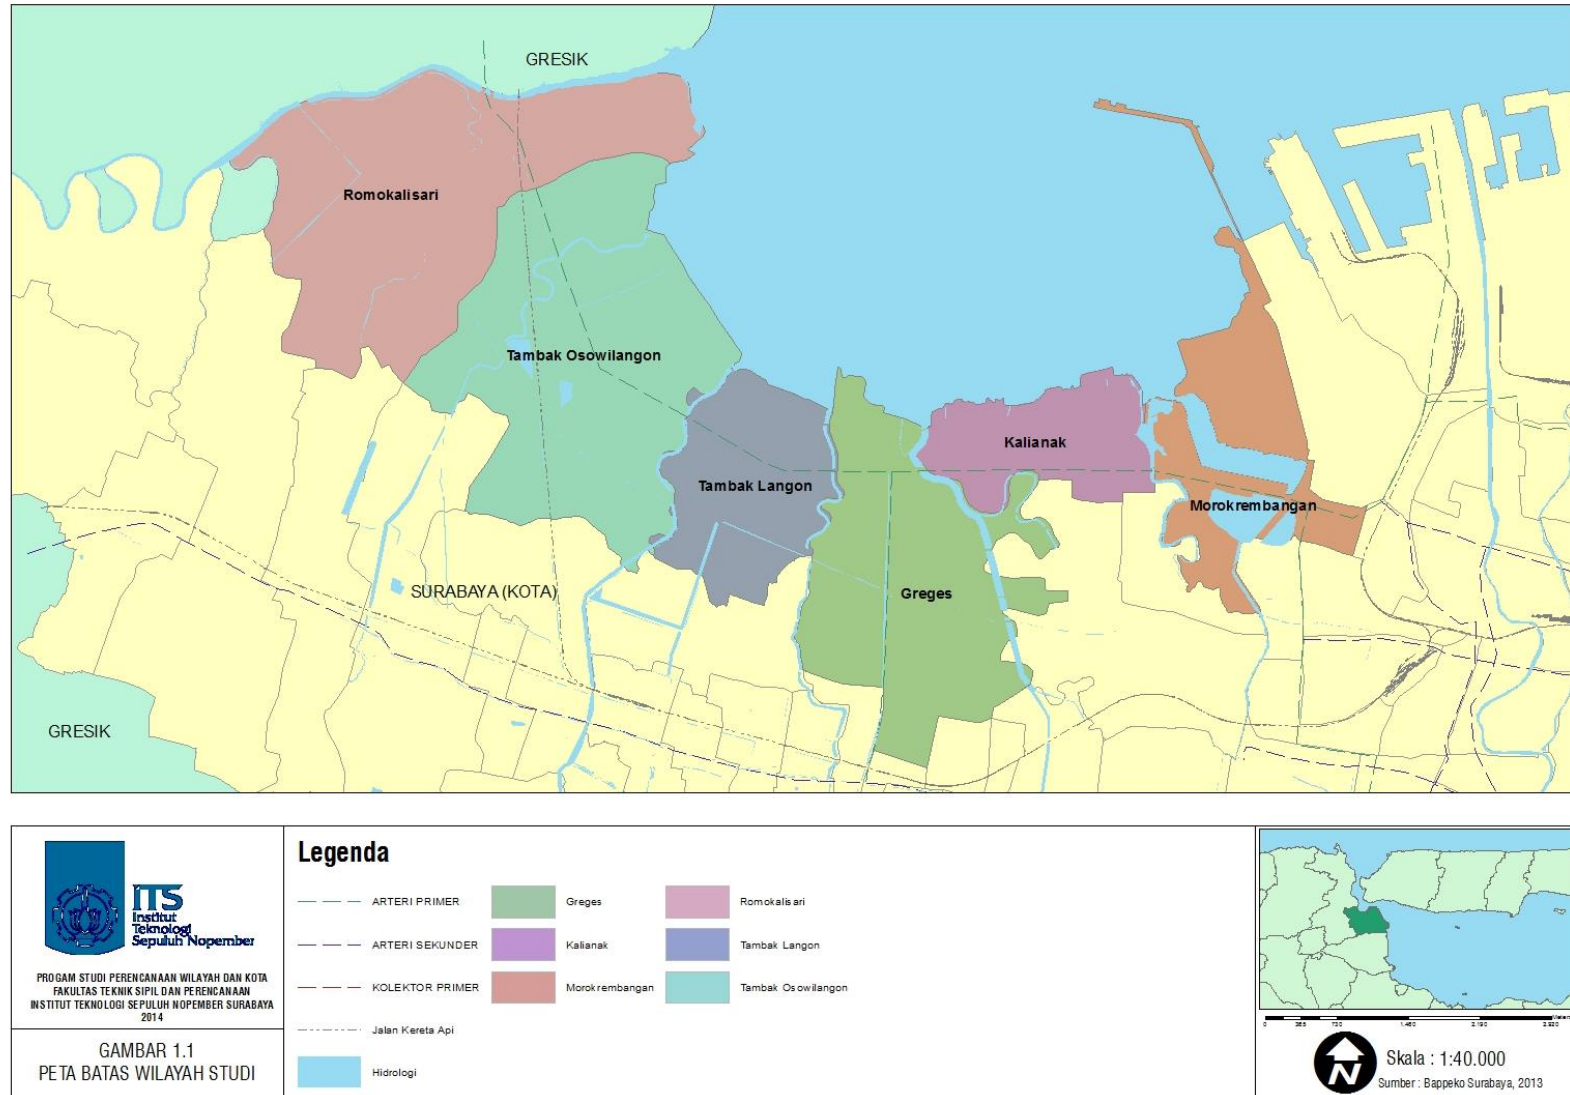 GRESIK
Romokalisari
Tambak Osowilangon
Kalianak
Tambak Langon
Morokrembangan
SURABAYA (KOTA)
Greges
GRESIK
ITS
Institut
Teknologi
Sepuluh Nopember
PROGAM STUDI PERENCANAAN WILAYAH DAN KOTA
FAKULTAS TEKNIK SIPIL DAN PERENCANAAN
INSTITUT TEKNOLOGI SEPULUH NOPEMBER SURABAYA
2014
GAMBAR 1.1
PETA BATAS WILAYAH STUDI
Legenda
ARTERI PRIMER
ARTERI SEKUNDER
KOLEKTOR PRIMER
Jalan Kereta Api
Hidrologi
Greges
Kalianak
Morokrembangan
Romokalisari
Tambak Langon
Tambak Osowilangon
N
Skala : 1:40.000
Sumber : Bappeko Surabaya, 2013